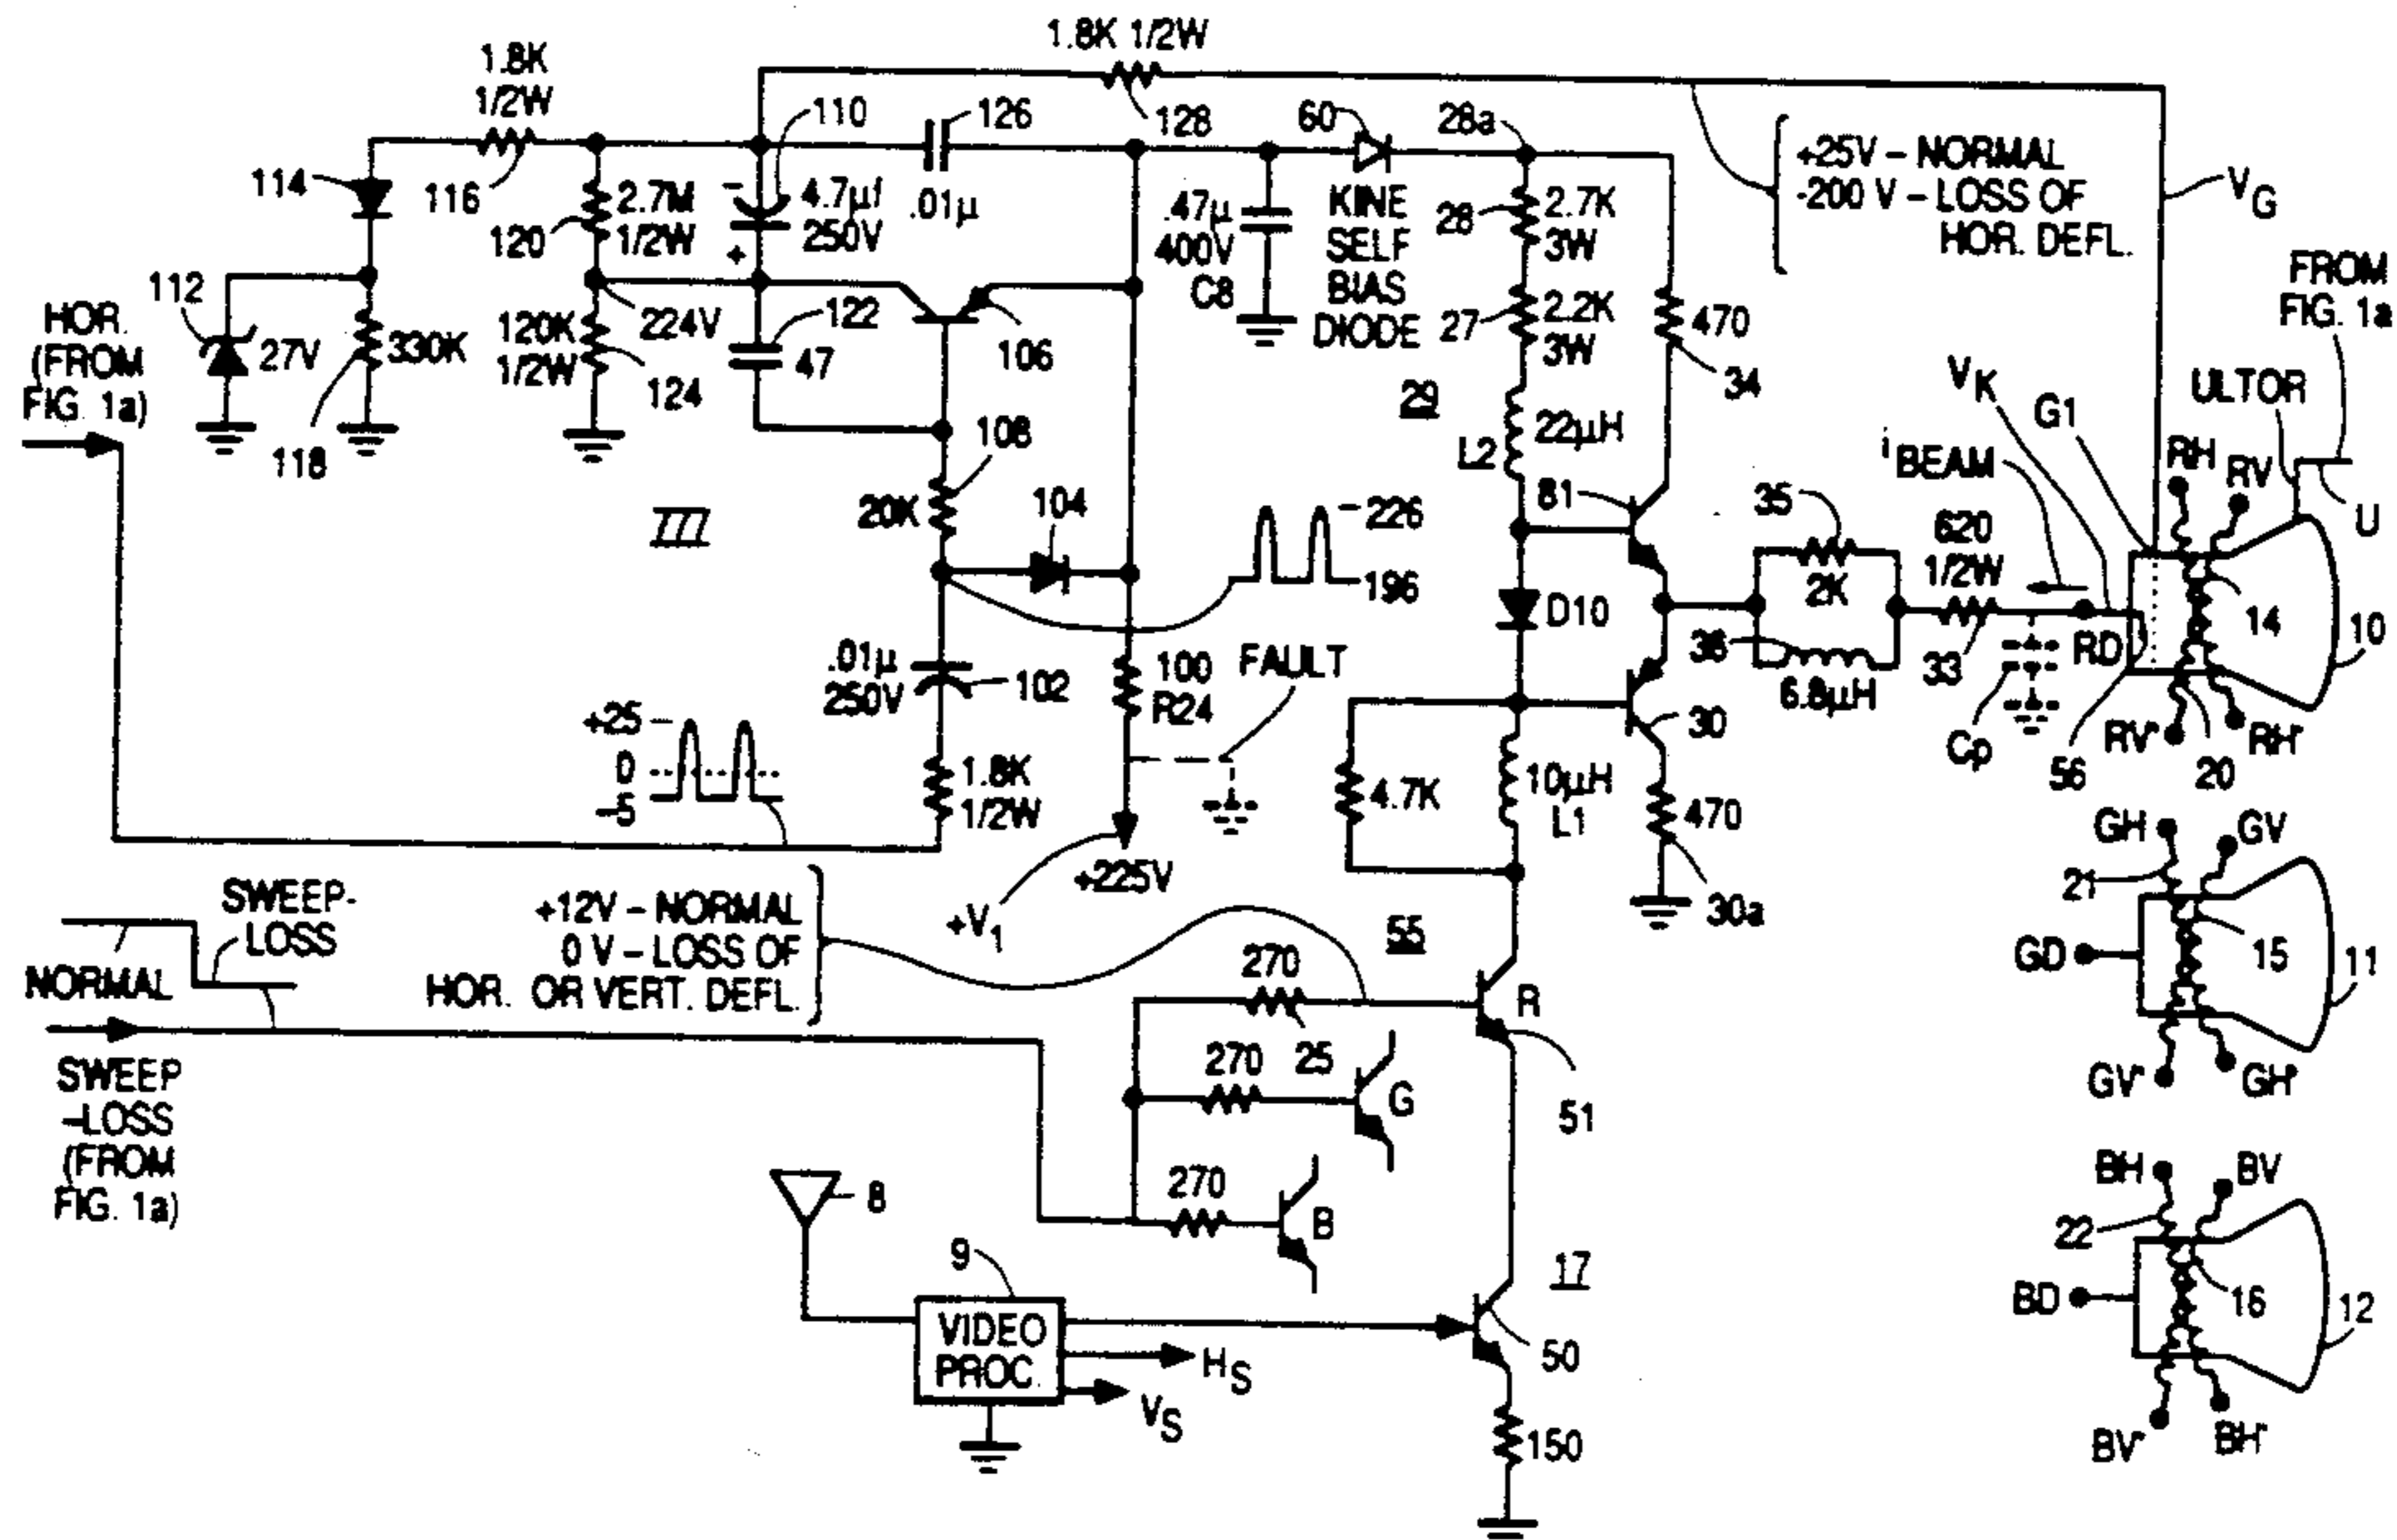 1.8K 1/2W
1.8K
1/2W
110
126
128
60
28a
+25V – NORMAL
-200 V – LOSS OF
HOR. DEFL.
VG
114
116
120
2.7M
1/2W
–
4.7µf
250V
+
.01µ
.47µ
400V
C8
KINE
SELF
BIAS
DIODE
26
2.7K
3W
27
2.2K
3W
470
34
FROM
FIG. 1a
112
27V
HOR.
(FROM
FIG. 1a)
330K
118
120K
1/2W
224V
124
122
47
106
108
20K
104
777
226
196
29
L2
22µH
81
D10
35
2K
36
6.8µH
iBEAM
620
1/2W
33
VK
G1
ULTOR
U
RH
RV
RD
14
10
Cp
56
RV'
20
RH'
.01µ
250V
102
100
R24
FAULT
+25
0
–5
1.8K
1/2W
+V1
+225V
4.7K
10µH
L1
30
470
30a
GH
GV
21
GD
15
11
GV'
GH'
SWEEP-
LOSS
NORMAL
+12V – NORMAL
0 V – LOSS OF
HOR. OR VERT. DEFL.
55
270
25
R
51
270
G
270
B
SWEEP
–LOSS
(FROM
FIG. 1a)
8
9
VIDEO
PROC.
HS
VS
17
50
150
BH
BV
22
BD
16
12
BV'
BH'